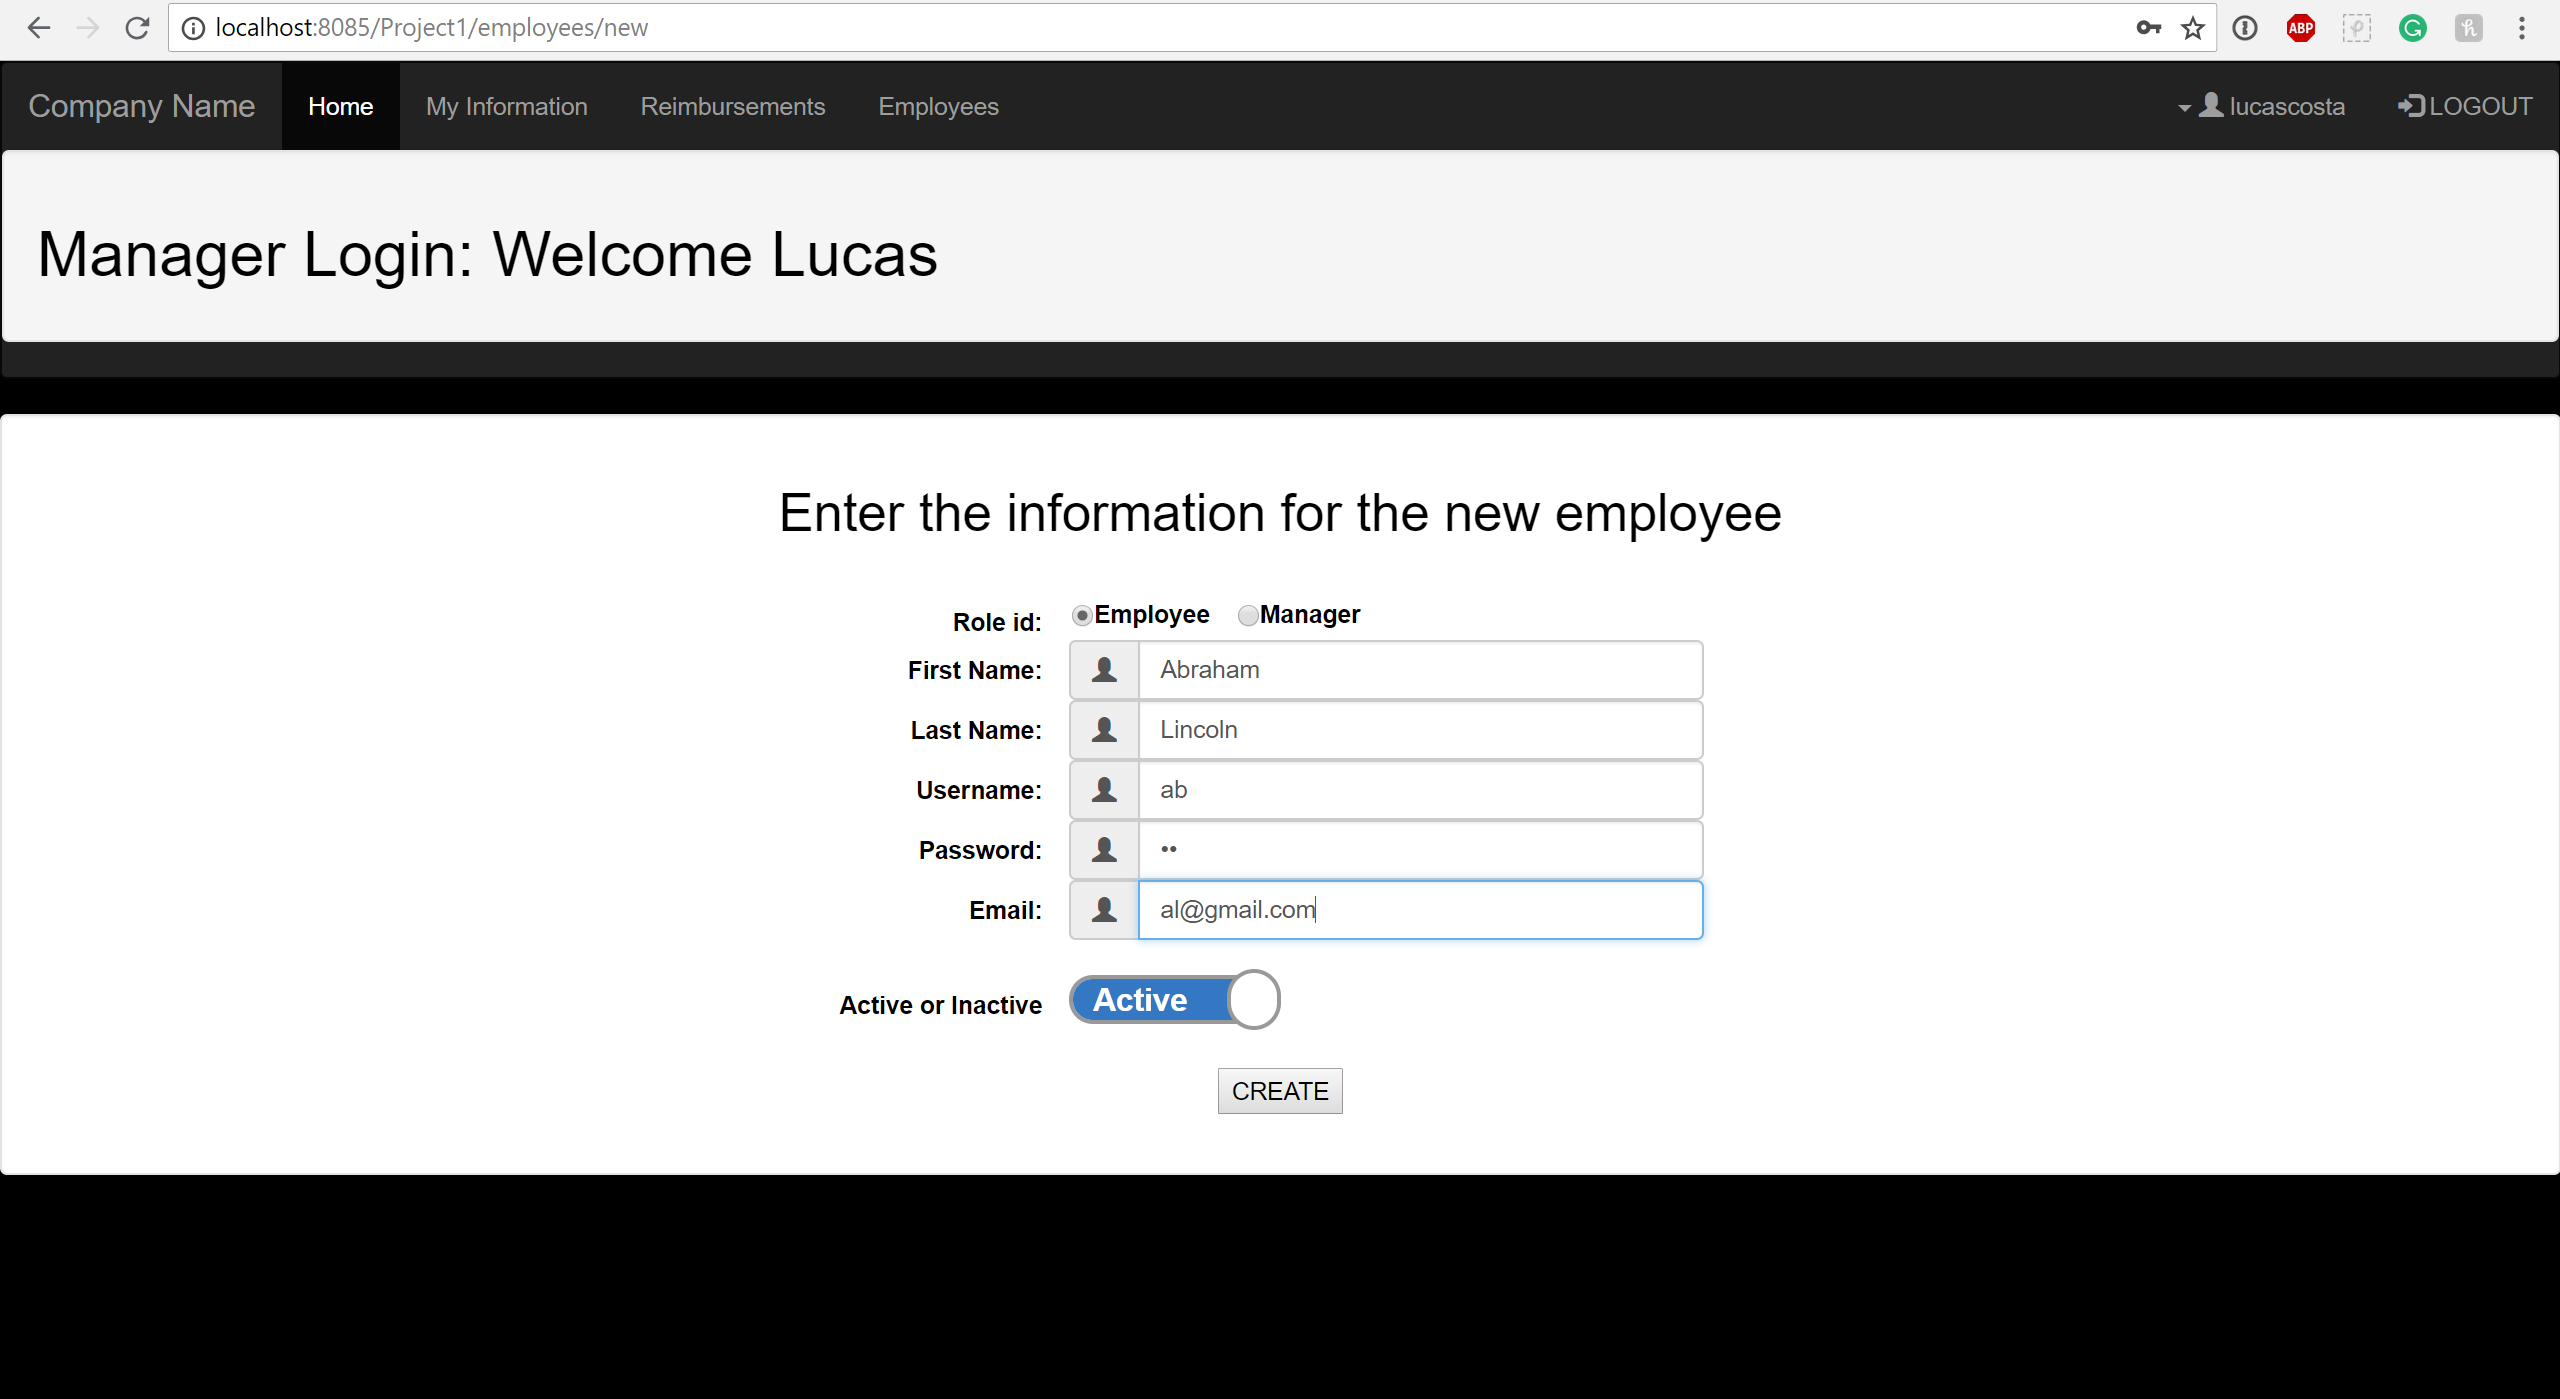 localhost:8085/Project1/employees/new
ABP
Company Name Home My Information Reimbursements Employees lucascosta LOGOUT
Manager Login: Welcome Lucas
Enter the information for the new employee
Role id: Employee Manager
First Name: Abraham
Last Name: Lincoln
Username: ab
Password: ••
Email: al@gmail.com
Active or Inactive Active
CREATE